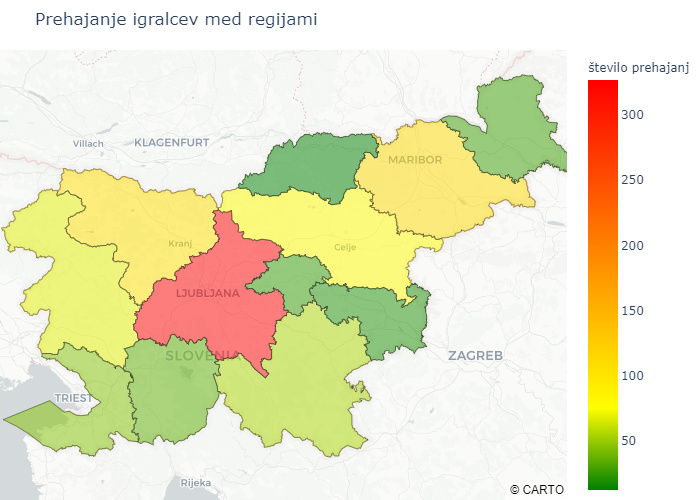 Prehajanje igralcev med regijami
število prehajanj
300
250
200
150
100
50
Villach
KLAGENFURT
MARIBOR
Kranj
Celje
LJUBLJANA
SLOVENIA
ZAGREB
TRIEST
Rijeka
© CARTO